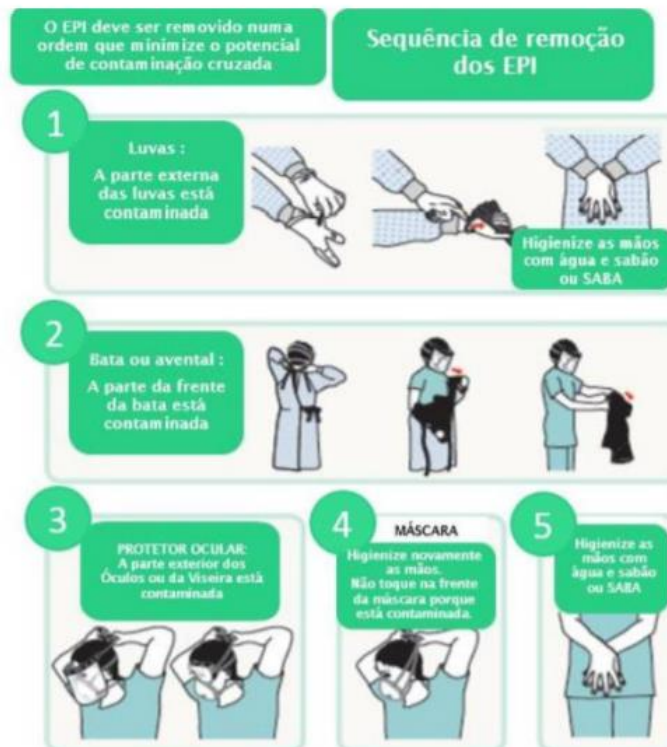 O EPI deve ser removido numa
ordem que minimize o potencial
de contaminação cruzada
Sequência de remoção
dos EPI
1
Luvas :
A parte externa
das luvas está
contaminada
Higienize as mãos
com água e sabão
ou SABA
2
Bata ou avental :
A parte da frente
da bata está
contaminada
3
PROTETOR OCULAR:
A parte exterior dos
Óculos ou da Viseira está
contaminada
4
MÁSCARA
Higienize novamente
as mãos.
Não toque na frente
da máscara porque
está contaminada.
5
Higienize as
mãos com
água e sabão
ou SABA